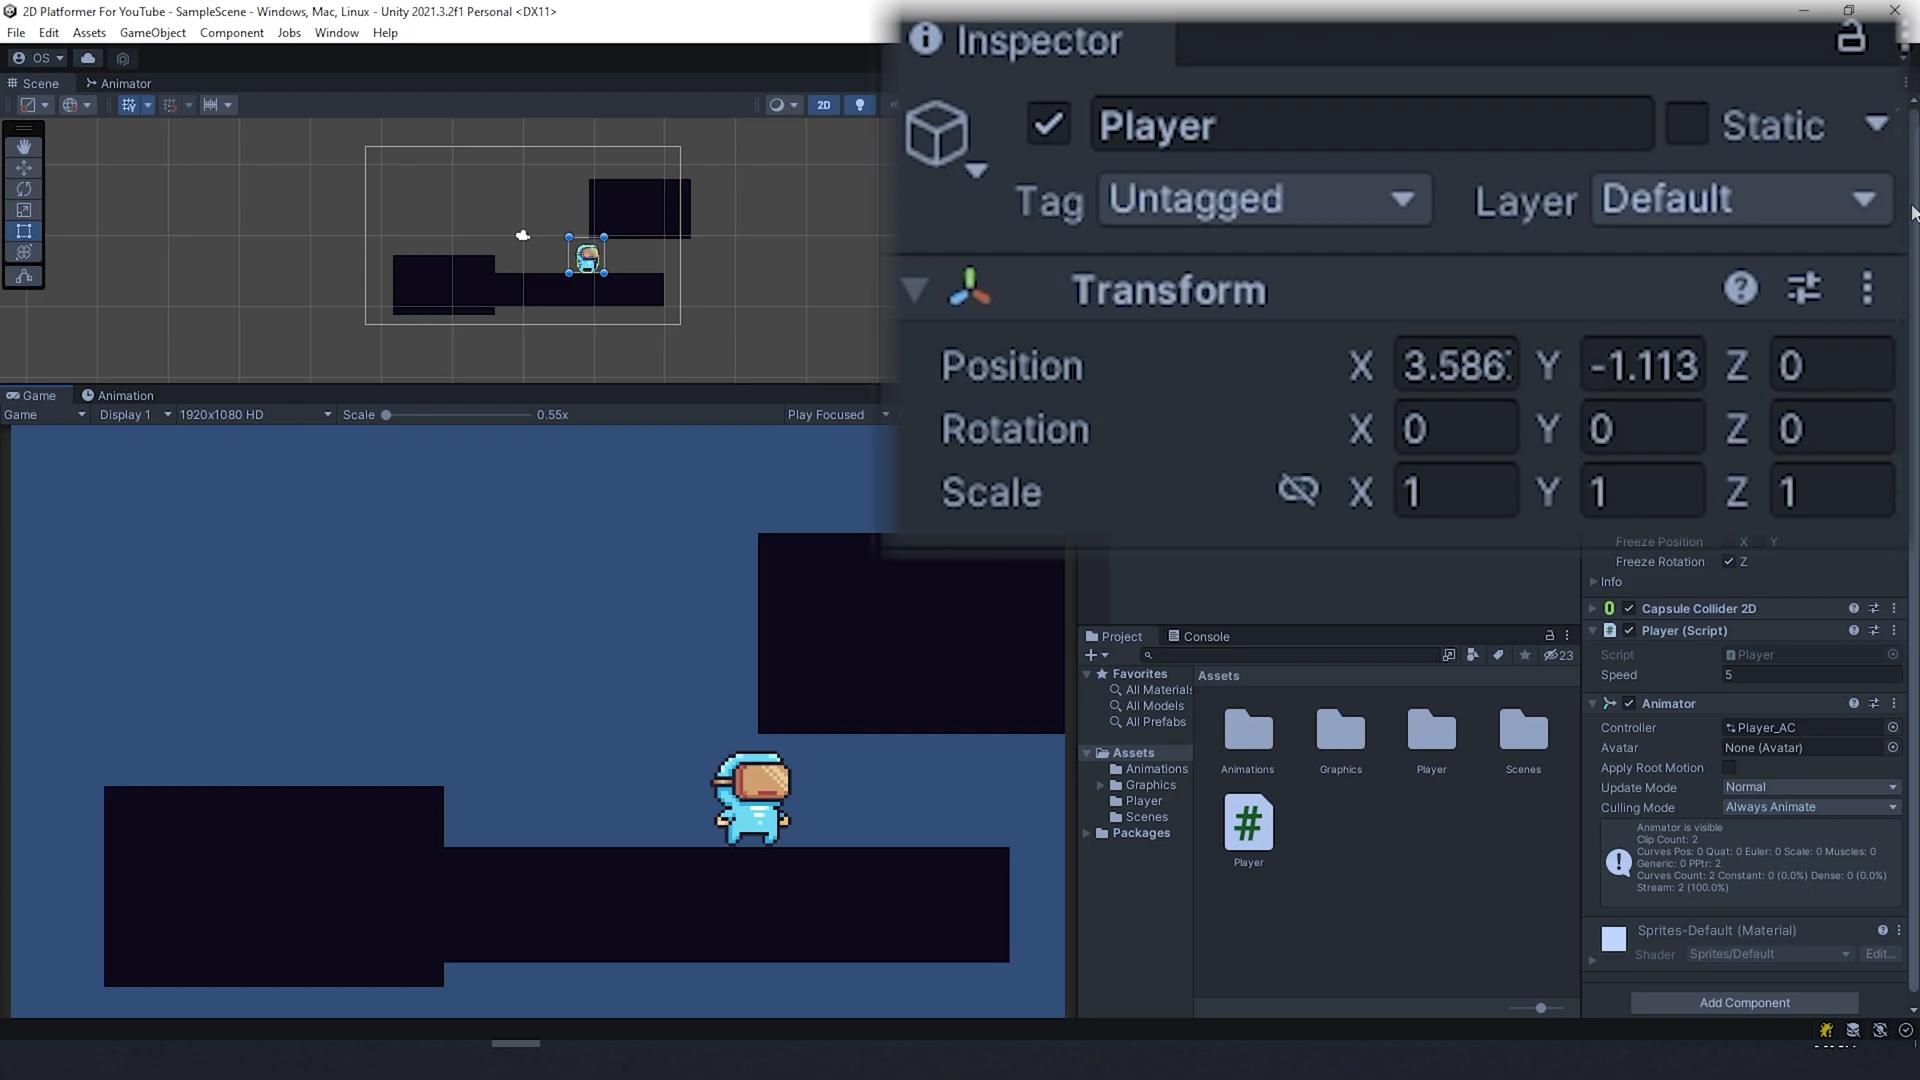 2D Platformer For YouTube - SampleScene - Windows, Mac, Linux - Unity 2021.3.2f1 Personal <DX11>
File Edit Assets GameObject Component Jobs Window Help
OS
Scene Animator
2D
Inspector
Player Static
Tag Untagged Layer Default
Transform
Position X 3.586 Y -1.113 Z 0
Rotation X 0 Y 0 Z 0
Scale X 1 Y 1 Z 1
Game Animation
Game Display 1 1920x1080 HD Scale 0.55x Play Focused
Freeze Position X Y
Freeze Rotation Z
Info
Capsule Collider 2D
Player (Script)
Script Player
Speed 5
Animator
Controller Player_AC
Avatar None (Avatar)
Apply Root Motion
Update Mode Normal
Culling Mode Always Animate
Animator is visible
Clip Count: 2
Curves Pos: 0 Quat: 0 Euler: 0 Scale: 0 Muscles: 0
Generic: 0 PPtr: 2
Curves Count: 2 Constant: 0 (0.0%) Dense: 0 (0.0%)
Stream: 2 (100.0%)
Sprites-Default (Material)
Shader Sprites/Default Edit...
Add Component
Project Console
23
Favorites
All Materials
All Models
All Prefabs
Assets
Animations
Graphics
Player
Scenes
Packages
Assets
Animations Graphics Player Scenes
#
Player